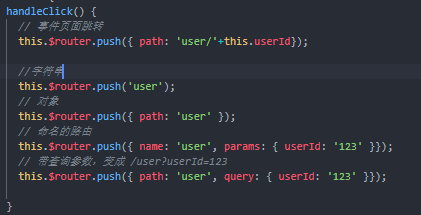 handleClick() {
// 事件页面跳转
this.$router.push({ path: 'user/'+this.userId});
//字符串
this.$router.push('user');
// 对象
this.$router.push({ path: 'user' });
// 命名的路由
this.$router.push({ name: 'user', params: { userId: '123' }});
// 带查询参数，变成 /user?userId=123
this.$router.push({ path: 'user', query: { userId: '123' }});
}